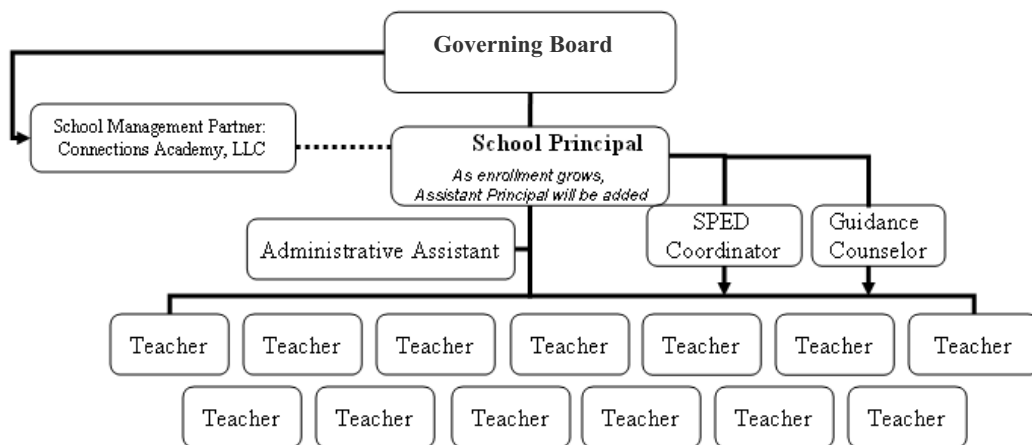 Governing Board
School Management Partner:
Connections Academy, LLC
School Principal
As enrollment grows,
Assistant Principal will be added
Administrative Assistant
SPED
Coordinator
Guidance
Counselor
Teacher
Teacher
Teacher
Teacher
Teacher
Teacher
Teacher
Teacher
Teacher
Teacher
Teacher
Teacher
Teacher